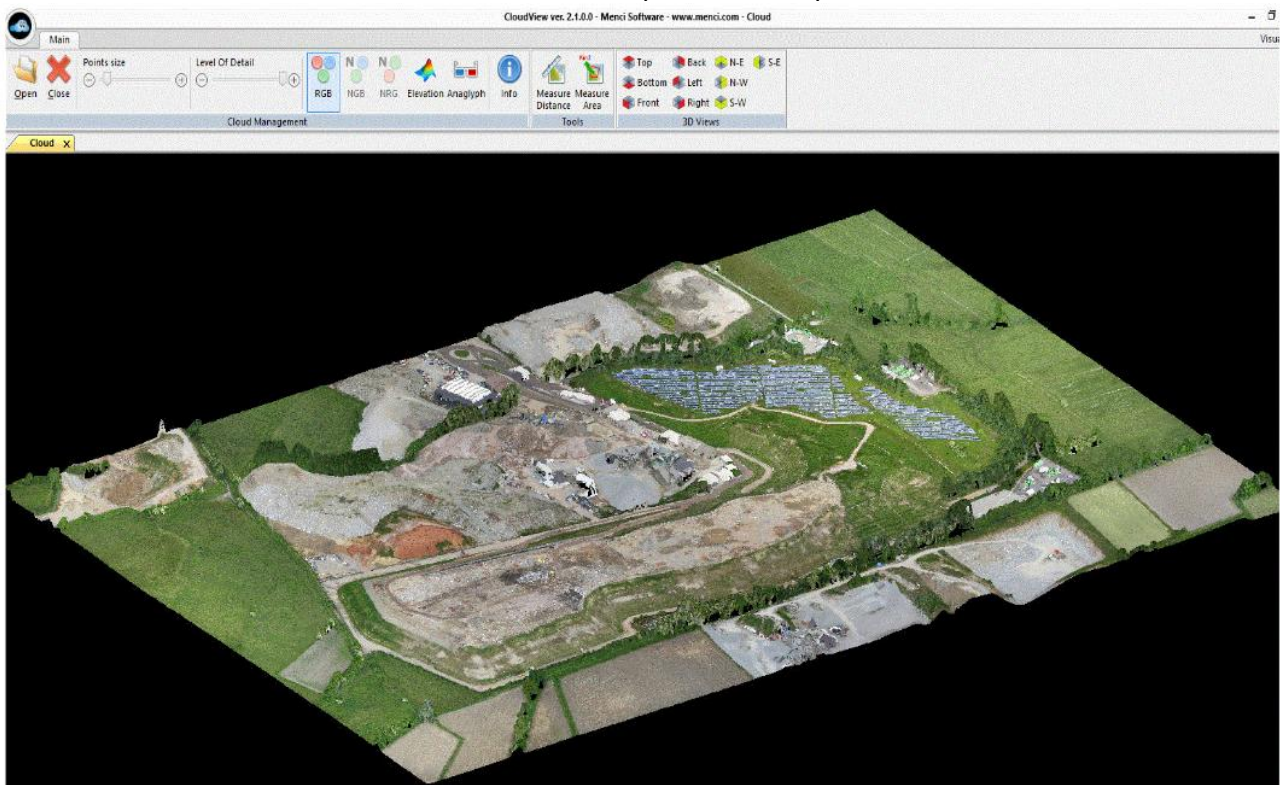 CloudView ver. 2.1.0.0 - Menci Software - www.menci.com - Cloud
Main
Points size
Level Of Detail
Open
Close
RGB
NGB
NRG
Elevation
Anaglyph
Info
Measure Distance
Measure Area
Top
Back
N-E
S-E
Bottom
Left
N-W
Front
Right
S-W
Cloud Management
Tools
3D Views
Cloud X